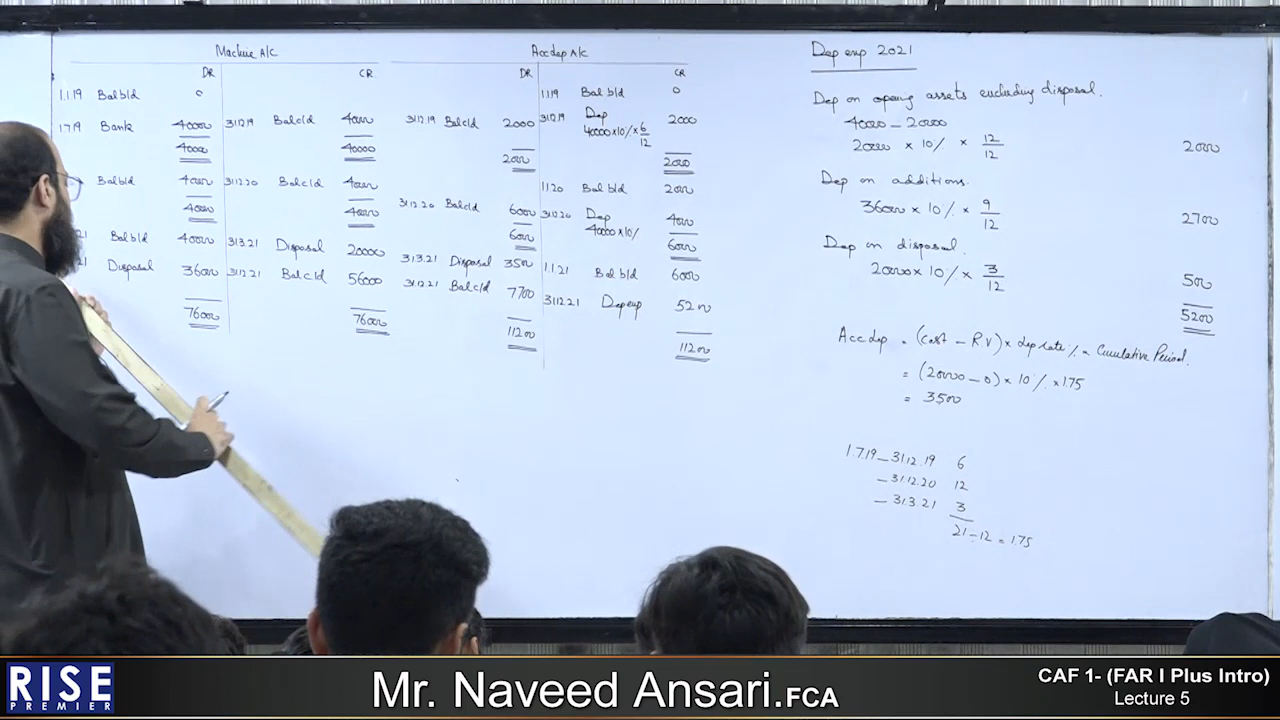 Machine A/C
DR CR
1.1.19 Bal b/d 0
1.7.19 Bank 40000 31.12.19 Bal c/d 40000
40000 40000
Bal b/d 40000 31.12.20 Bal c/d 40000
40000 40000
21 Bal b/d 40000 31.3.21 Disposal 20000
21 Disposal 36000 31.12.21 Bal c/d 56000
76000 76000
Acc dep A/C
DR CR
1.1.19 Bal b/d 0
31.12.19 Bal c/d 2000 31.12.19 Dep 2000
40000 x 10% x 6/12
2000 2000
1.1.20 Bal b/d 2000
31.12.20 Bal c/d 6000 31.12.20 Dep 4000
40000 x 10%
6000 6000
31.3.21 Disposal 3500 1.1.21 Bal b/d 6000
31.12.21 Bal c/d 7700 31.12.21 Dep exp 5200
11200 11200
Dep exp 2021
Dep on opening assets excluding disposal.
40000 - 20000
20000 x 10% x 12/12 2000
Dep on additions.
36000 x 10% x 9/12 2700
Dep on disposal.
20000 x 10% x 3/12 500
5200
Acc dep = (cost - RV) x dep rate% x Cumulative Period.
= (20000 - 0) x 10% x 1.75
= 3500
1.7.19 - 31.12.19 6
- 31.12.20 12
- 31.3.21 3
21 ÷ 12 = 1.75
RISE
PREMIER
Mr. Naveed Ansari.FCA
CAF 1- (FAR I Plus Intro)
Lecture 5